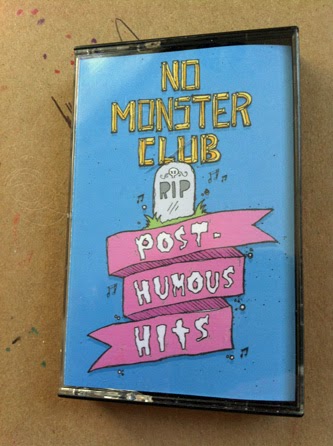 NO
MONSTER
CLUB
RIP
POST-
HUMOUS
HITS